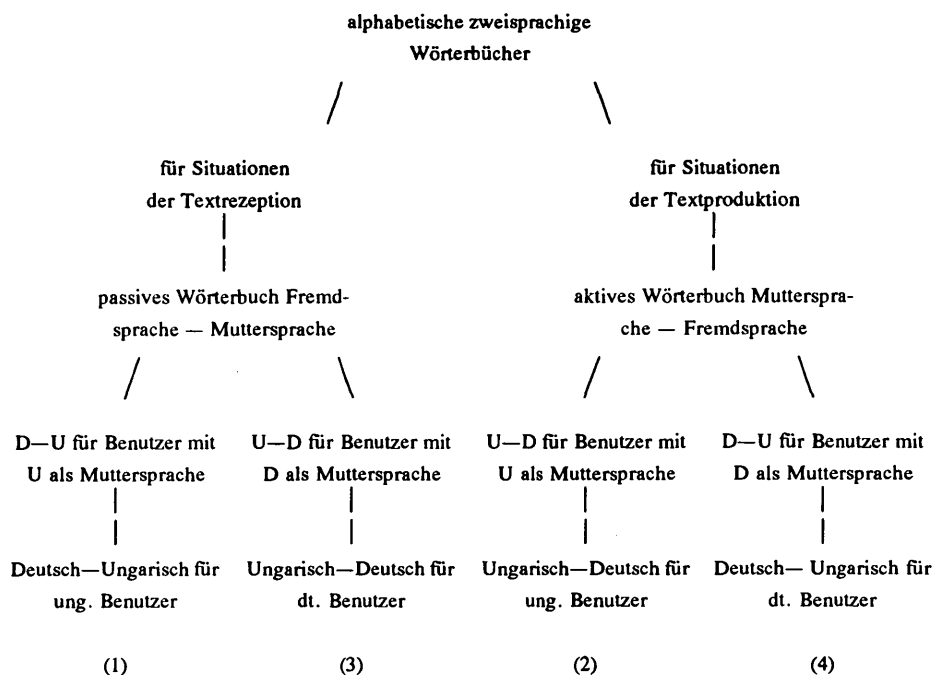 alphabetische zweisprachige
Wörterbücher
für Situationen
der Textrezeption
für Situationen
der Textproduktion
passives Wörterbuch Fremd-
sprache — Muttersprache
aktives Wörterbuch Mutterspra-
che — Fremdsprache
D—U für Benutzer mit
U als Muttersprache
U—D für Benutzer mit
D als Muttersprache
U—D für Benutzer mit
U als Muttersprache
D—U für Benutzer mit
D als Muttersprache
Deutsch—Ungarisch für
ung. Benutzer
Ungarisch—Deutsch für
dt. Benutzer
Ungarisch—Deutsch für
ung. Benutzer
Deutsch— Ungarisch für
dt. Benutzer
(1)
(3)
(2)
(4)